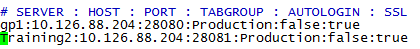 # SERVER : HOST : PORT : TABGROUP : AUTOLOGIN : SSL
gp1:10.126.88.204:28080:Production:false:true
Training2:10.126.88.204:28081:Production:false:true